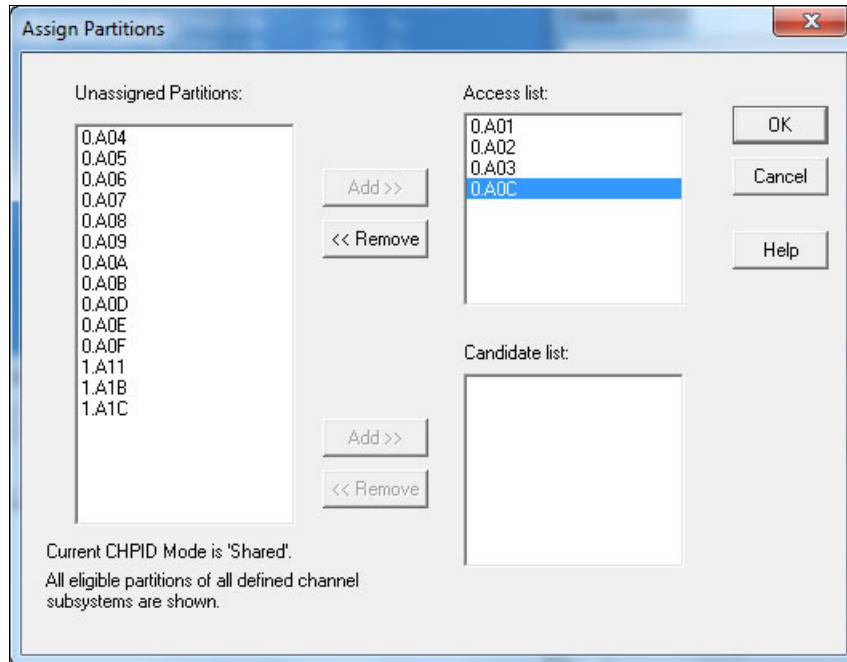 Assign Partitions
Unassigned Partitions:
0.A04
0.A05
0.A06
0.A07
0.A08
0.A09
0.A0A
0.A0B
0.A0D
0.A0E
0.A0F
1.A11
1.A1B
1.A1C
Add >>
<< Remove
Access list:
0.A01
0.A02
0.A03
0.A0C
OK
Cancel
Help
Candidate list:
Add >>
<< Remove
Current CHPID Mode is 'Shared'.
All eligible partitions of all defined channel
subsystems are shown.